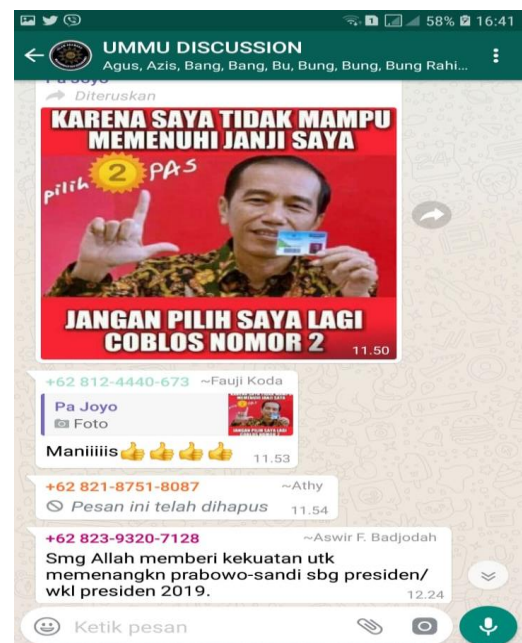 58% 16:41
UMMU DISCUSSION
Agus, Azis, Bang, Bang, Bu, Bung, Bung, Bung Rahi...
Pa Joyo
Diteruskan
KARENA SAYA TIDAK MAMPU
MEMENUHI JANJI SAYA
pilih 2 PAS
JANGAN PILIH SAYA LAGI
COBLOS NOMOR 2
11.50
+62 812-4440-673 ~Fauji Koda
Pa Joyo
Foto
Maniiiiis👍👍👍👍 11.53
+62 821-8751-8087 ~Athy
Pesan ini telah dihapus 11.54
+62 823-9320-7128 ~Aswir F. Badjodah
Smg Allah memberi kekuatan utk
memenangkn prabowo-sandi sbg presiden/
wkl presiden 2019. 12.24
Ketik pesan